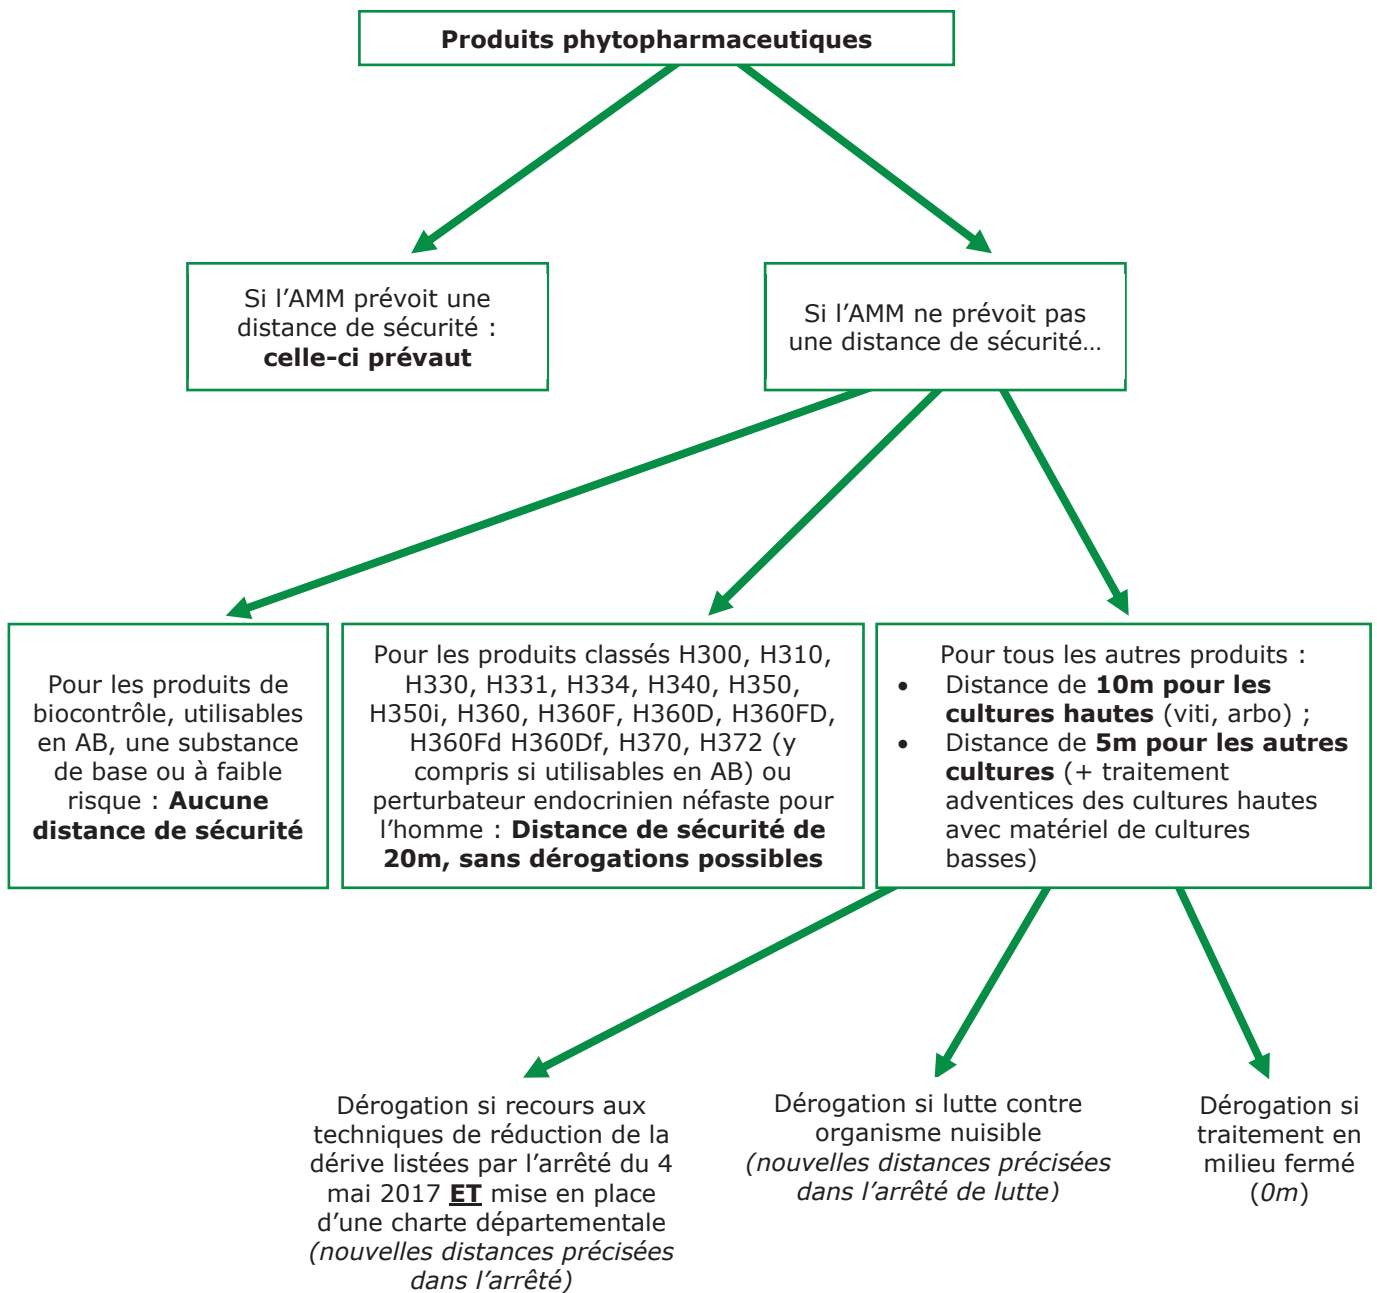 Produits phytopharmaceutiques
Si l’AMM prévoit une
distance de sécurité :
celle-ci prévaut
Si l’AMM ne prévoit pas
une distance de sécurité…
Pour les produits de
biocontrôle, utilisables
en AB, une substance
de base ou à faible
risque : Aucune
distance de sécurité
Pour les produits classés H300, H310,
H330, H331, H334, H340, H350,
H350i, H360, H360F, H360D, H360FD,
H360Fd H360Df, H370, H372 (y
compris si utilisables en AB) ou
perturbateur endocrinien néfaste pour
l’homme : Distance de sécurité de
20m, sans dérogations possibles
Pour tous les autres produits :
• Distance de 10m pour les
cultures hautes (viti, arbo) ;
• Distance de 5m pour les autres
cultures (+ traitement
adventices des cultures hautes
avec matériel de cultures
basses)
Dérogation si recours aux
techniques de réduction de la
dérive listées par l’arrêté du 4
mai 2017 ET mise en place
d’une charte départementale
(nouvelles distances précisées
dans l’arrêté)
Dérogation si lutte contre
organisme nuisible
(nouvelles distances précisées
dans l’arrêté de lutte)
Dérogation si
traitement en
milieu fermé
(0m)